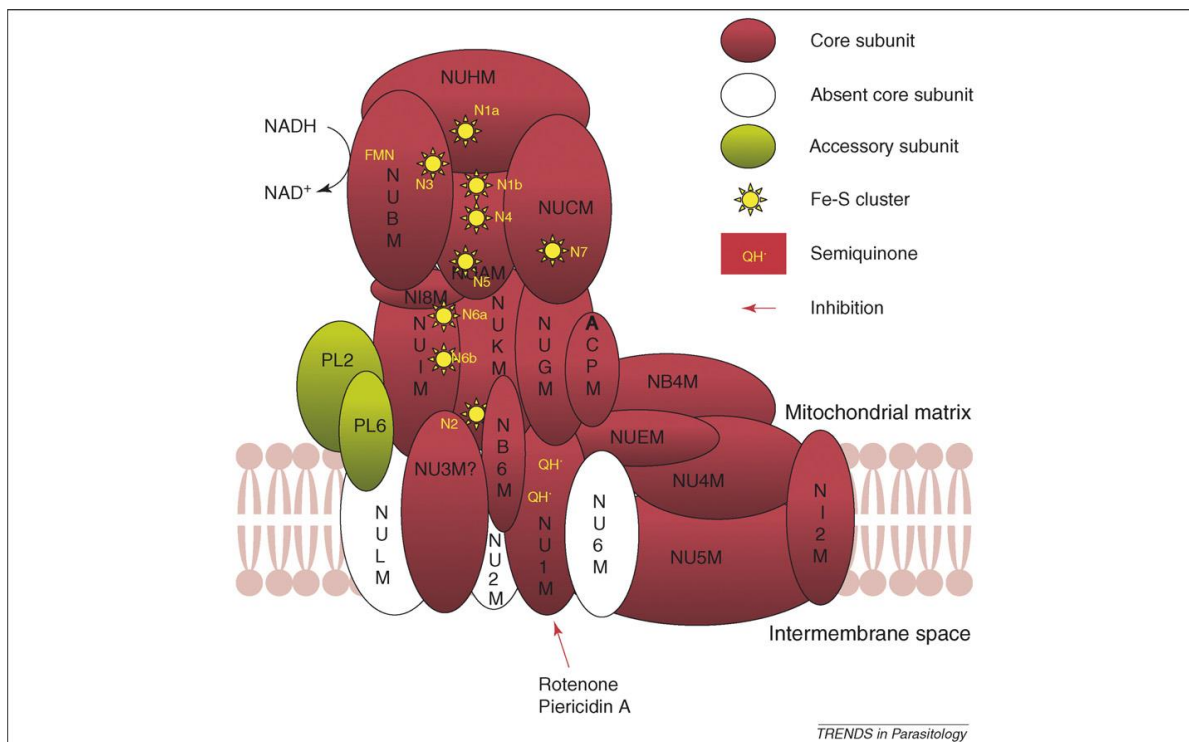 NUHM
N1a
NADH
FMN
N3
NUBM
NAD+
N1b
N4
NUCM
N7
NUAM
N5
NI8M
N6a
NUIM
NUKM
N6b
NUGM
ACPM
PL2
PL6
NB4M
Mitochondrial matrix
N2
NB6M
NUEM
NU3M?
QH·
QH·
NU4M
NI2M
NULM
NU2M
NU1M
NU6M
NU5M
Intermembrane space
Rotenone
Piericidin A
Core subunit
Absent core subunit
Accessory subunit
Fe-S cluster
QH· Semiquinone
Inhibition
TRENDS in Parasitology